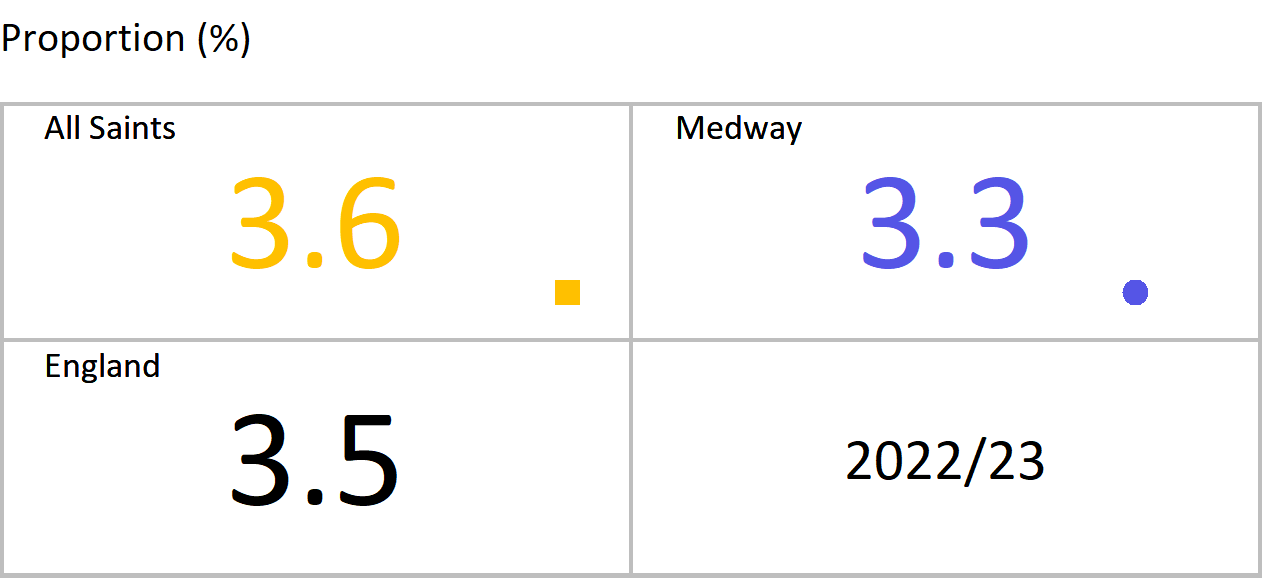 Proportion (%)
All Saints
3.6
Medway
3.3
England
3.5
2022/23